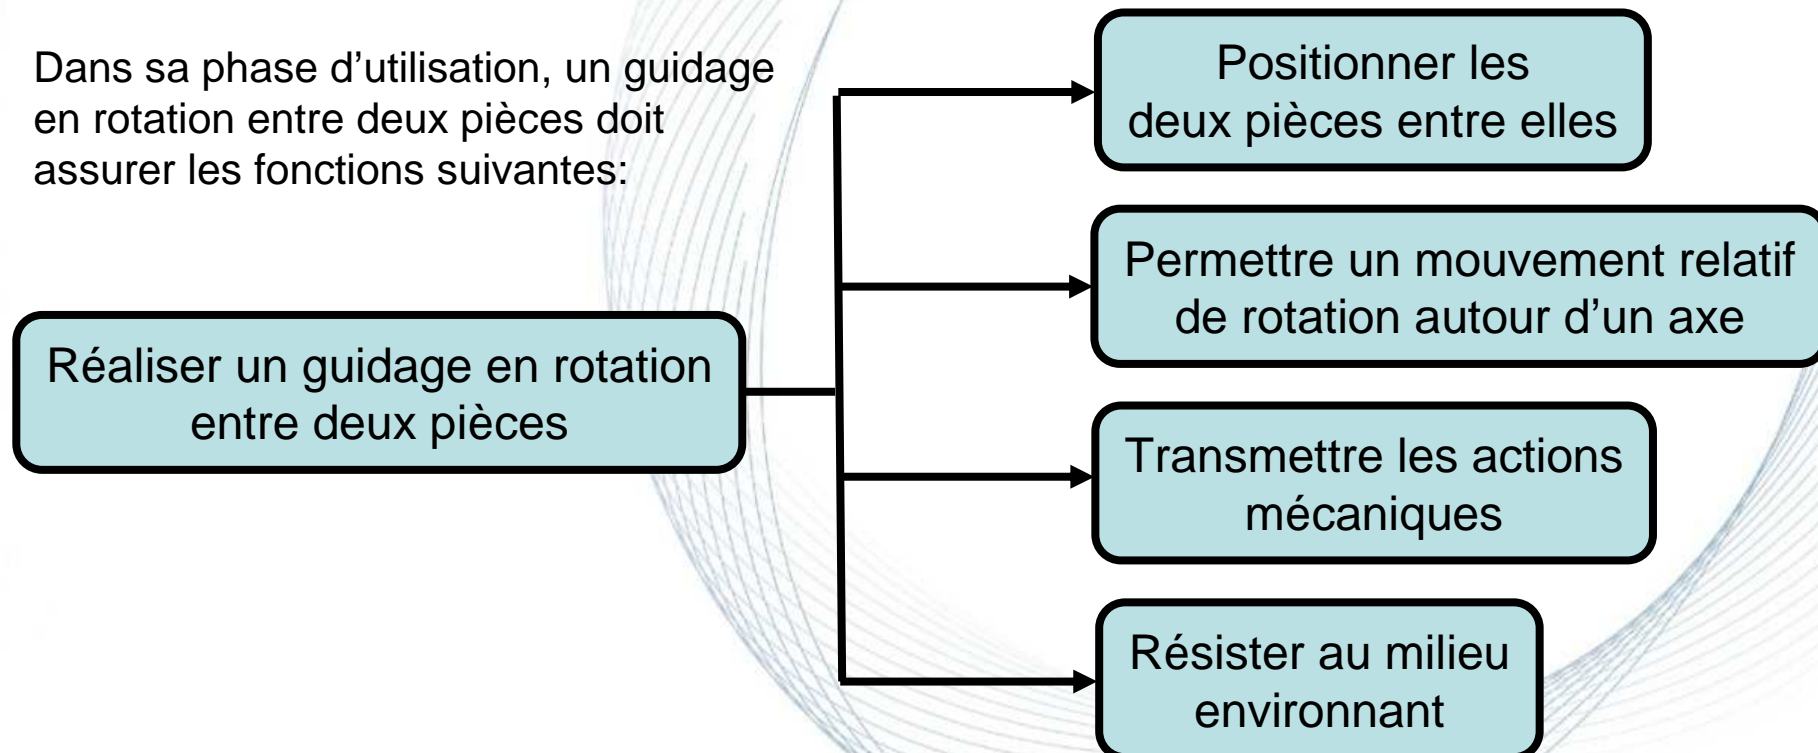 Dans sa phase d’utilisation, un guidage
en rotation entre deux pièces doit
assurer les fonctions suivantes:
Réaliser un guidage en rotation
entre deux pièces
Positionner les
deux pièces entre elles
Permettre un mouvement relatif
de rotation autour d’un axe
Transmettre les actions
mécaniques
Résister au milieu
environnant